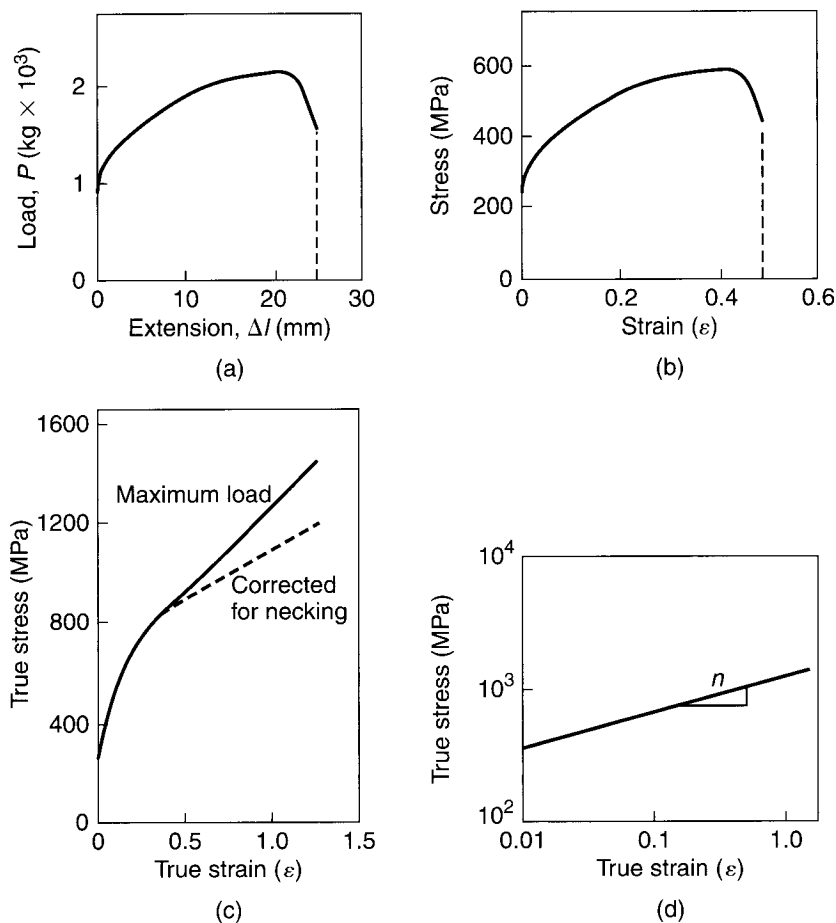 Load, P (kg × 10³)
2
1
0
0 10 20 30
Extension, Δl (mm)
(a)
Stress (MPa)
600
400
200
0
0 0.2 0.4 0.6
Strain (ε)
(b)
True stress (MPa)
1600
1200
800
400
0
Maximum load
Corrected
for necking
0 0.5 1.0 1.5
True strain (ε)
(c)
True stress (MPa)
10⁴
10³
10²
n
0.01 0.1 1.0
True strain (ε)
(d)